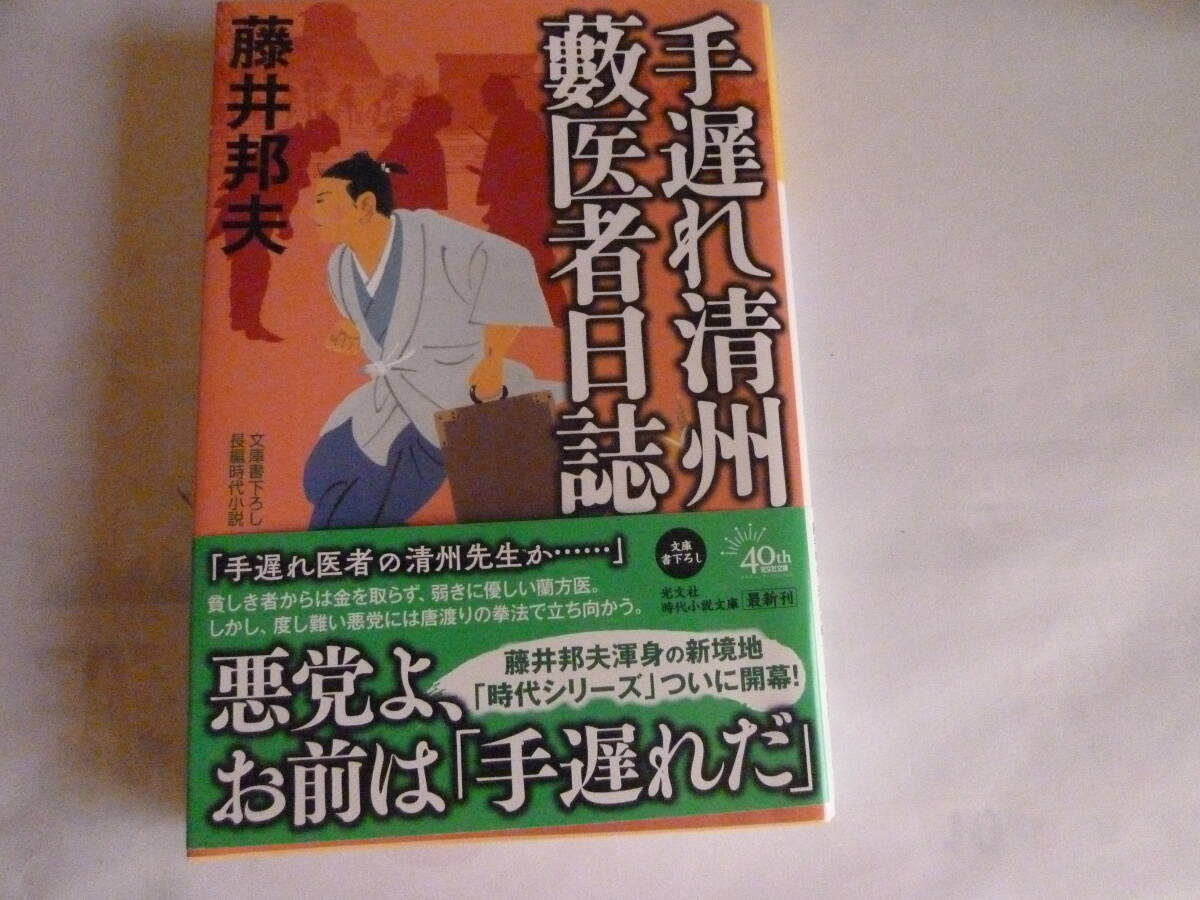 手遅れ清州
藪医者日誌
藤井邦夫
文庫書下ろし
長編時代小説
「手遅れ医者の清州先生か……」
貧しき者からは金を取らず、弱きに優しい蘭方医。
しかし、度し難い悪党には唐渡りの拳法で立ち向かう。
文庫
書下ろし
40th
光文社文庫
光文社
時代小説文庫
最新刊
藤井邦夫渾身の新境地
「時代シリーズ」ついに開幕!
悪党よ、
お前は「手遅れだ」